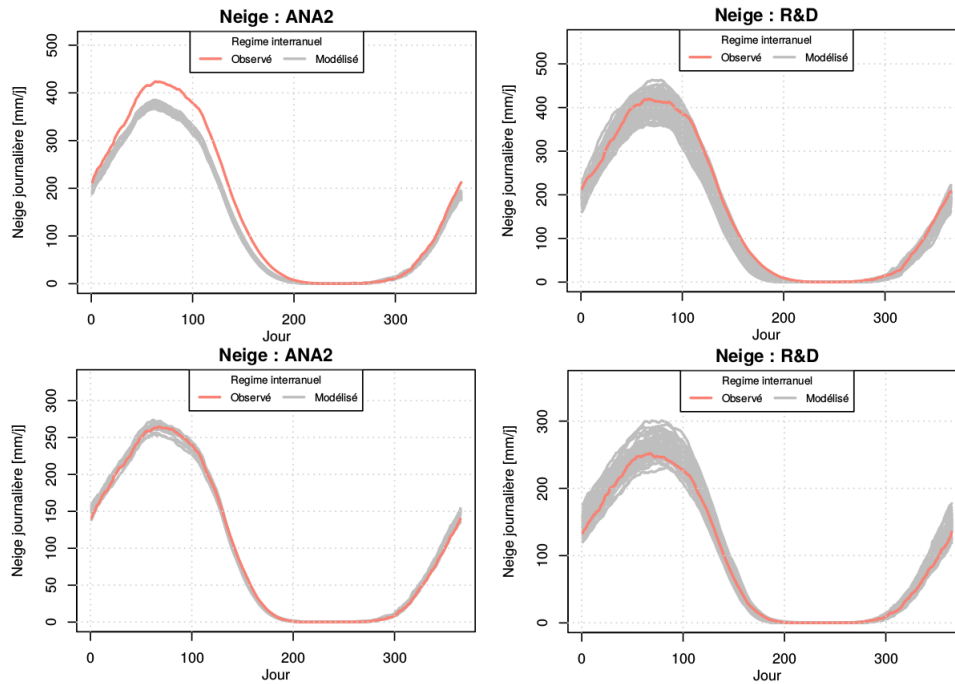 Neige : ANA2
Regime interranuel
Observé Modélisé
Neige journalière [mm/j]
500
400
300
200
100
0
0 100 200 300
Jour
Neige : R&D
Regime interranuel
Observé Modélisé
Neige journalière [mm/j]
500
400
300
200
100
0
0 100 200 300
Jour
Neige : ANA2
Regime interranuel
Observé Modélisé
Neige journalière [mm/j]
300
250
200
150
100
50
0
0 100 200 300
Jour
Neige : R&D
Regime interranuel
Observé Modélisé
Neige journalière [mm/j]
300
200
100
0
0 100 200 300
Jour